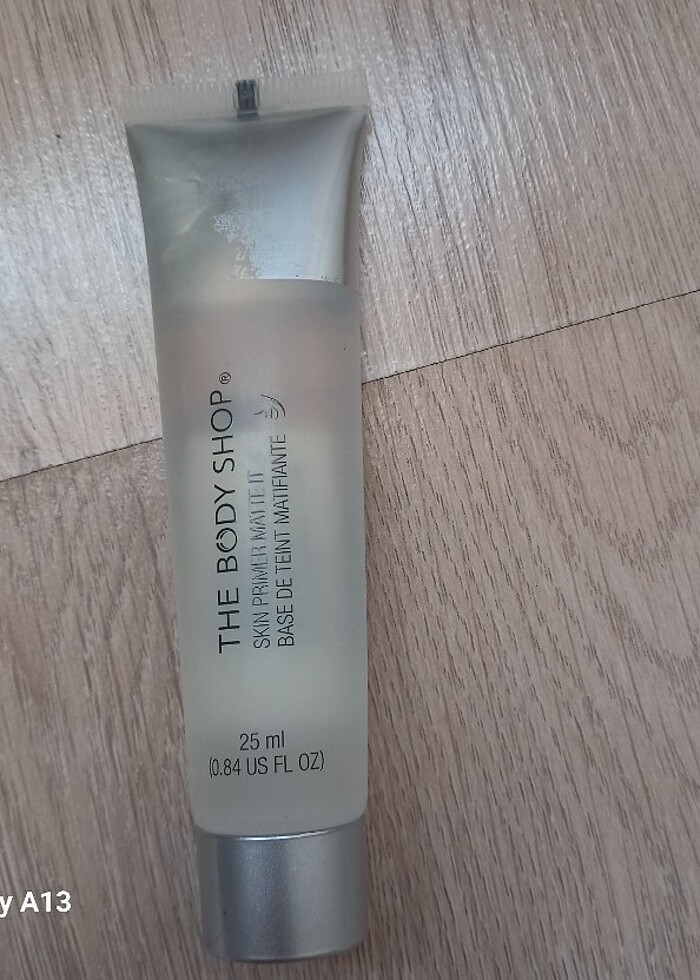 THE BODY SHOP®
SKIN PRIMER MATTE IT
BASE DE TEINT MATIFIANTE
25 ml
(0.84 US FL OZ)
y A13